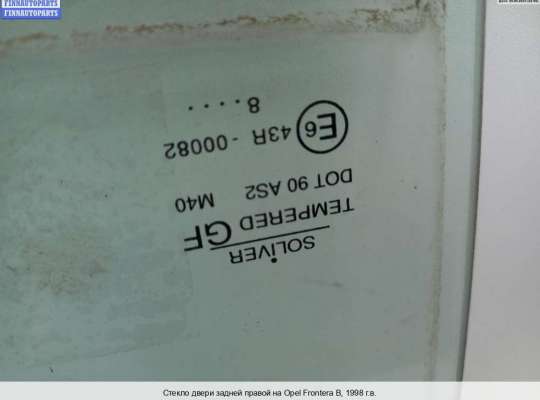 FINNAUTOPARTS
FINNAUTOPARTS
SOLiVER
TEMPERED GF
DOT 90 AS2 M40
E6 43R - 00082
8. . . .
. . . .
Стекло двери задней правой на Opel Frontera B, 1998 г.в.